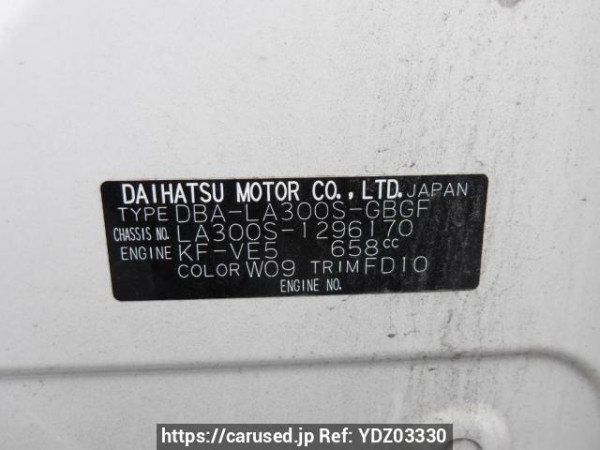 DAIHATSU MOTOR CO., LTD. JAPAN
TYPE DBA-LA300S-GBGF
CHASSIS NO. LA300S-1296170
ENGINE KF-VE5 658cc
COLOR W09 TRIM FD10
ENGINE NO.
https://carused.jp Ref: YDZ03330